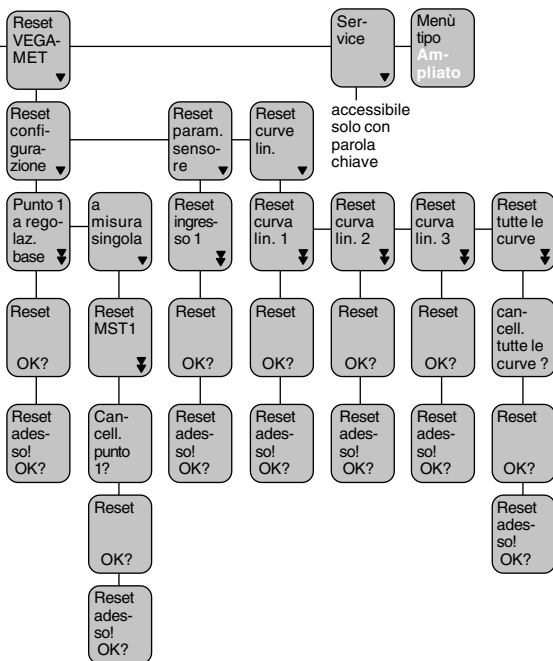 Reset
VEGA-
MET
Ser-
vice
Menù
tipo
Am-
pliato
accessibile
solo con
parola
chiave
Reset
confi-
gura-
zione
Reset
param.
senso-
re
Reset
curve
lin.
Punto 1
a rego-
laz.
base
a
misura
singola
Reset
ingres-
so 1
Reset
curva
lin. 1
Reset
curva
lin. 2
Reset
curva
lin. 3
Reset
tutte le
curve
Reset
OK?
Reset
MST1
Reset
OK?
Reset
OK?
Reset
OK?
Reset
OK?
can-
cell.
tutte le
curve ?
Reset
ades-
so!
OK?
Can-
cell.
punto
1?
Reset
ades-
so!
OK?
Reset
ades-
so!
OK?
Reset
ades-
so!
OK?
Reset
ades-
so!
OK?
Reset
OK?
Reset
OK?
Reset
ades-
so!
OK?
Reset
ades-
so!
OK?